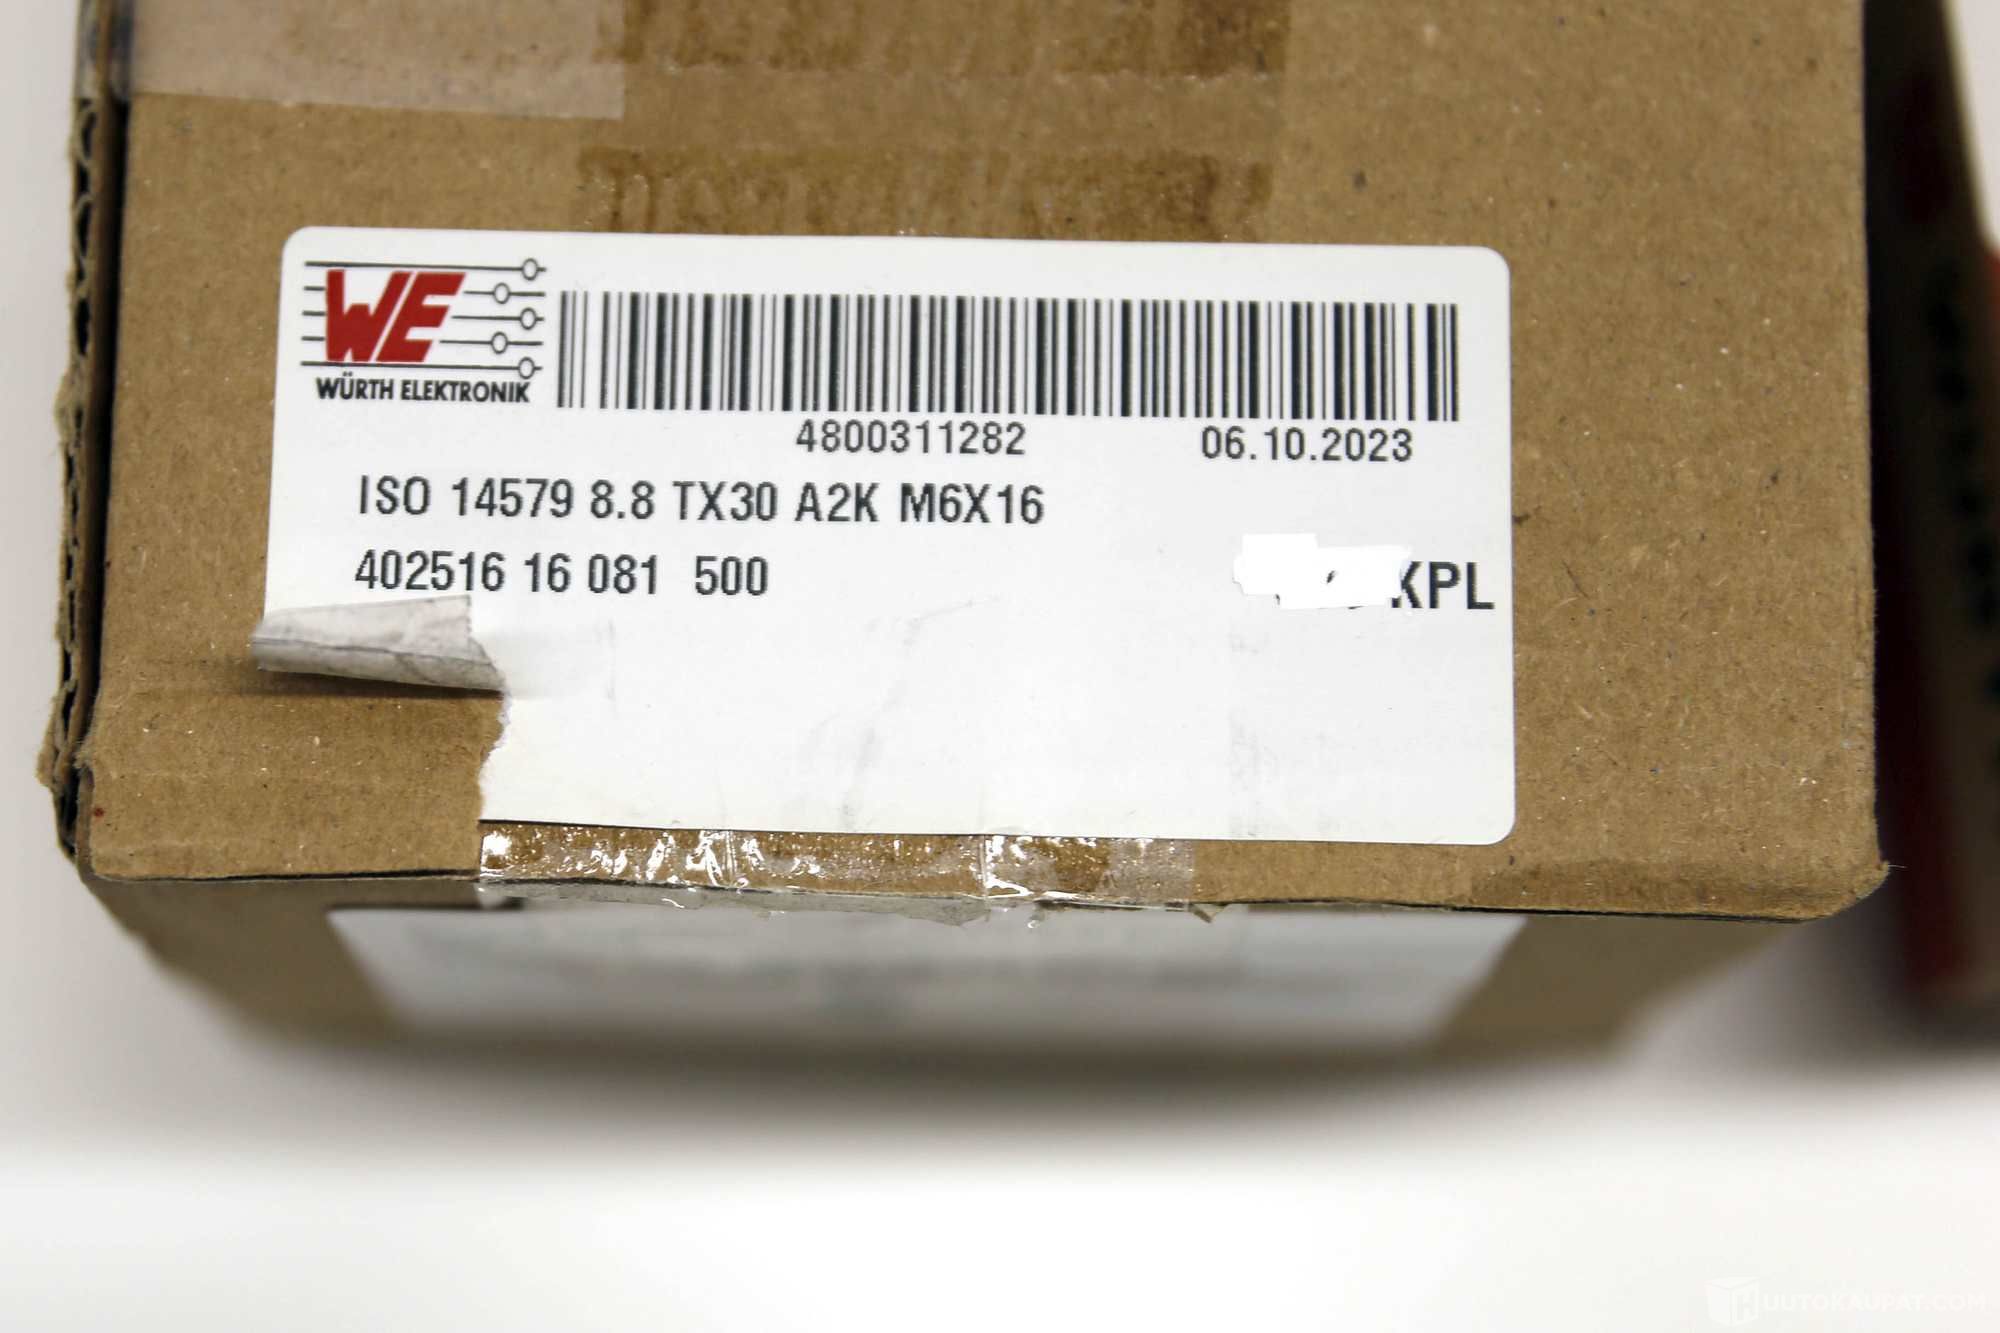 WE
WÜRTH ELEKTRONIK
4800311282 06.10.2023
ISO 14579 8.8 TX30 A2K M6X16
402516 16 081 500
KPL
HUUTOKAUPAT.COM